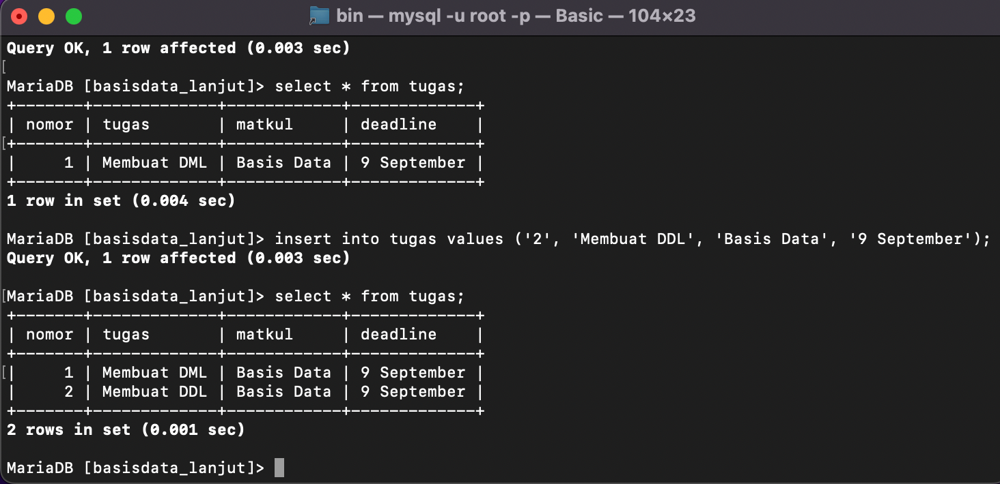 bin — mysql -u root -p — Basic — 104×23
Query OK, 1 row affected (0.003 sec)
[
MariaDB [basisdata_lanjut]> select * from tugas;
+-------+-------------+------------+-------------+
| nomor | tugas       | matkul     | deadline    |
[+-------+-------------+------------+-------------+
|     1 | Membuat DML | Basis Data | 9 September |
+-------+-------------+------------+-------------+
1 row in set (0.004 sec)
MariaDB [basisdata_lanjut]> insert into tugas values ('2', 'Membuat DDL', 'Basis Data', '9 September');
Query OK, 1 row affected (0.003 sec)
[MariaDB [basisdata_lanjut]> select * from tugas;
+-------+-------------+------------+-------------+
| nomor | tugas       | matkul     | deadline    |
+-------+-------------+------------+-------------+
[|     1 | Membuat DML | Basis Data | 9 September |
|     2 | Membuat DDL | Basis Data | 9 September |
+-------+-------------+------------+-------------+
2 rows in set (0.001 sec)
MariaDB [basisdata_lanjut]>